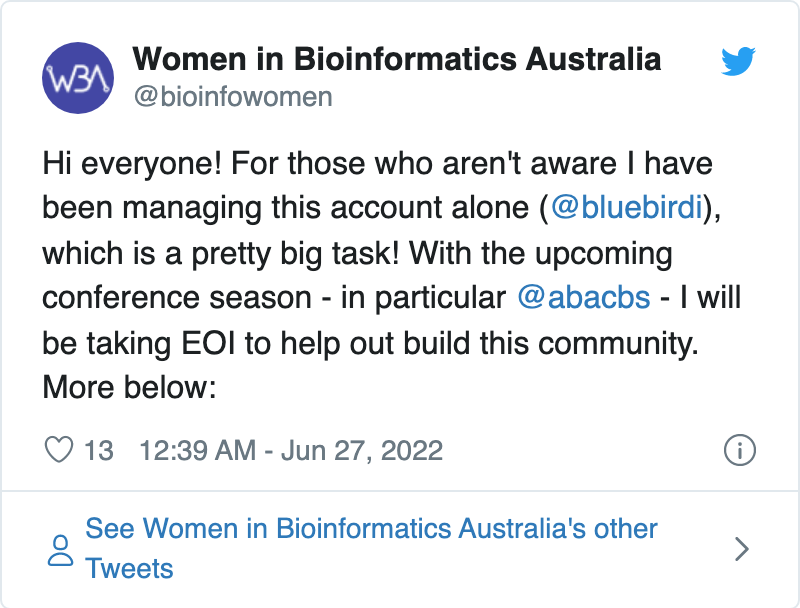 WBA
Women in Bioinformatics Australia
@bioinfowomen
Hi everyone! For those who aren't aware I have
been managing this account alone (@bluebirdi),
which is a pretty big task! With the upcoming
conference season - in particular @abacbs - I will
be taking EOI to help out build this community.
More below:
13 12:39 AM - Jun 27, 2022
See Women in Bioinformatics Australia's other
Tweets